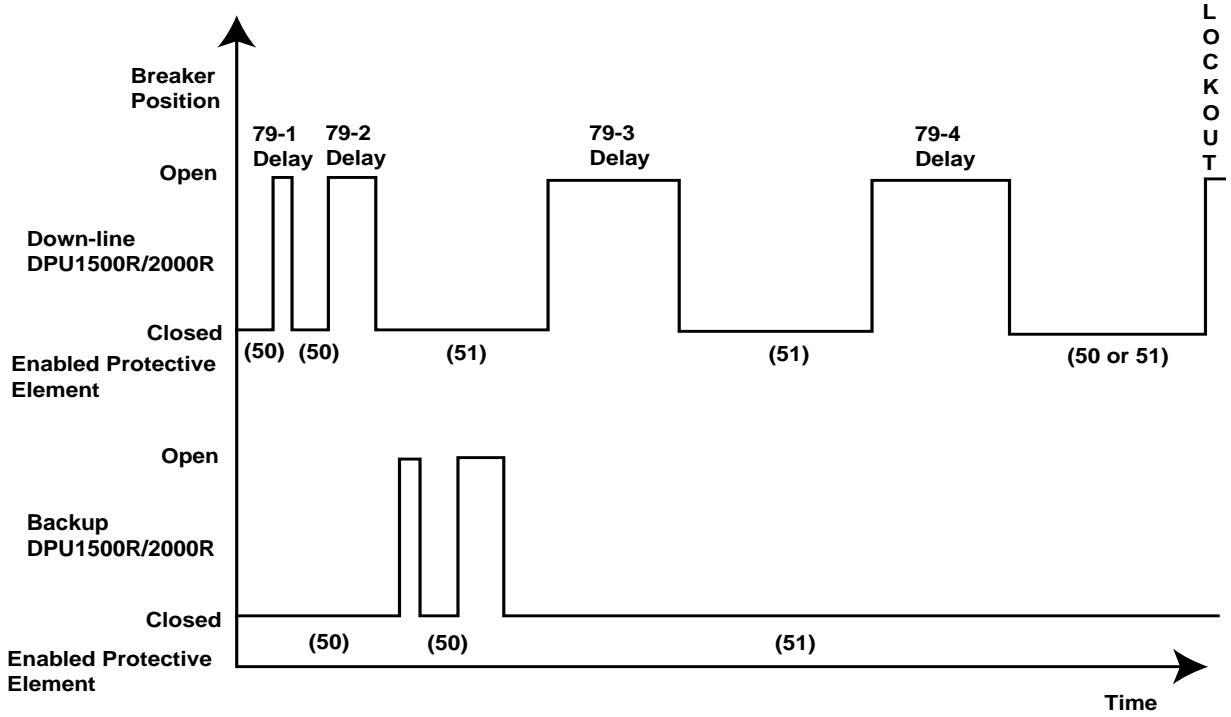 L
O
C
K
O
U
T
Breaker
Position
79-1
Delay
79-2
Delay
79-3
Delay
79-4
Delay
Open
Down-line
DPU1500R/2000R
Closed
(50)
(50)
(51)
(51)
(50 or 51)
Enabled Protective
Element
Open
Backup
DPU1500R/2000R
Closed
(50)
(50)
(51)
Enabled Protective
Element
Time